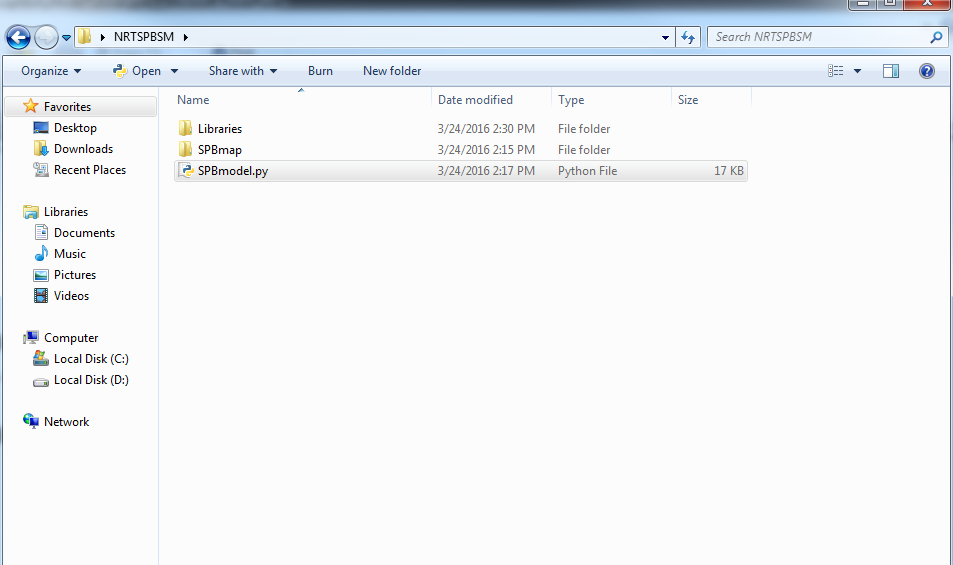 NRTSPBSM
Search NRTSPBSM
Organize Open Share with Burn New folder
Name Date modified Type Size
Favorites
Desktop
Downloads
Recent Places
Libraries
Documents
Music
Pictures
Videos
Computer
Local Disk (C:)
Local Disk (D:)
Network
Libraries 3/24/2016 2:30 PM File folder
SPBmap 3/24/2016 2:15 PM File folder
SPBmodel.py 3/24/2016 2:17 PM Python File 17 KB